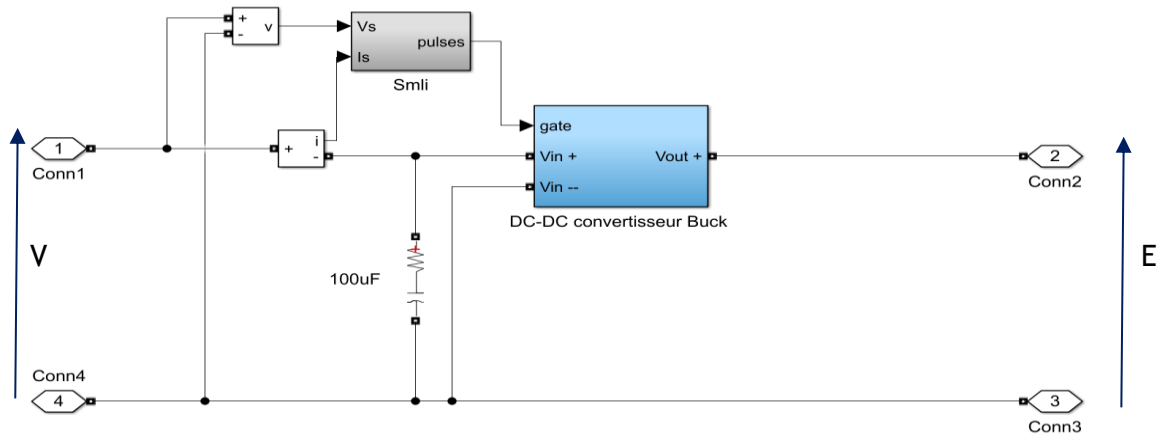 +
-
v
Vs
Is
pulses
Smli
1
Conn1
+
i
-
gate
Vin +
Vin --
Vout +
DC-DC convertisseur Buck
2
Conn2
V
E
+
100uF
Conn4
4
3
Conn3